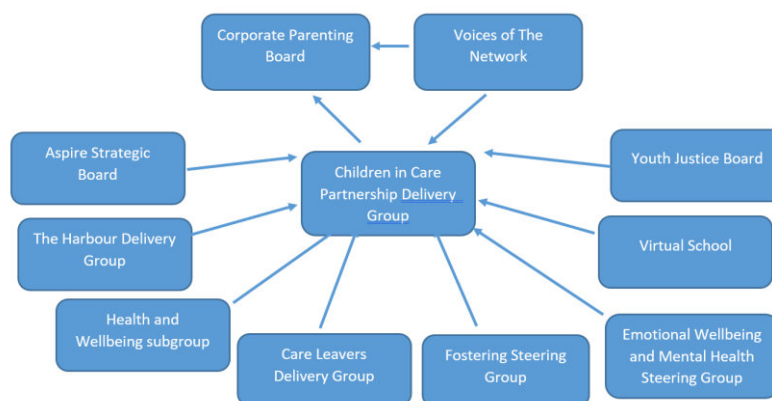 Corporate Parenting
Board
Voices of The
Network
Aspire Strategic
Board
Children in Care
Partnership Delivery
Group
Youth Justice Board
The Harbour Delivery
Group
Virtual School
Health and
Wellbeing subgroup
Care Leavers
Delivery Group
Fostering Steering
Group
Emotional Wellbeing
and Mental Health
Steering Group